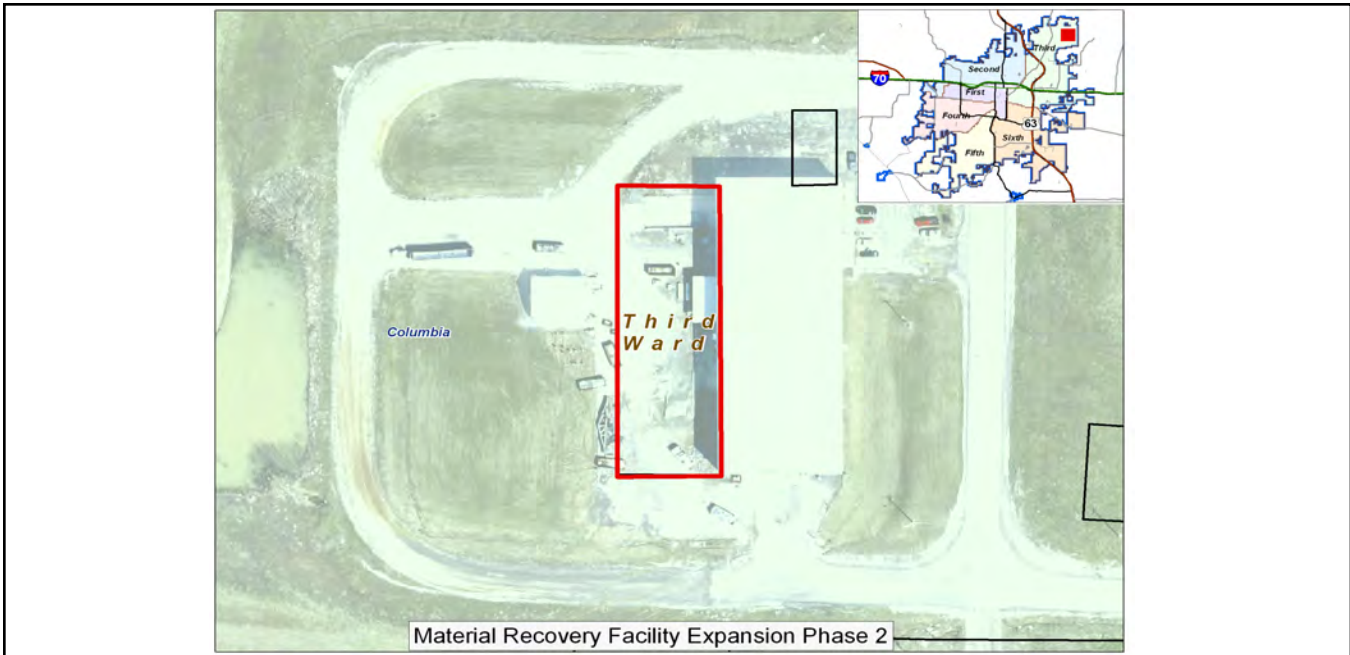 Third
Second
70
First
Fourth
63
Sixth
Fifth
Third
Ward
Columbia
Material Recovery Facility Expansion Phase 2